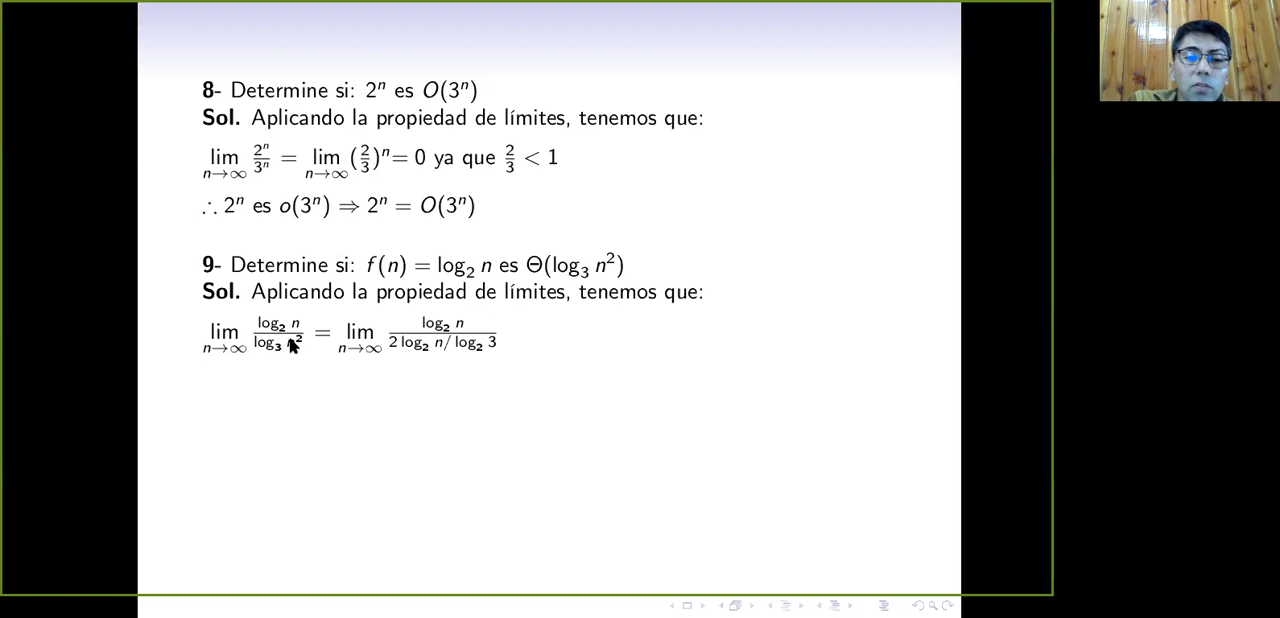 8- Determine si: 2ⁿ es O(3ⁿ)
Sol. Aplicando la propiedad de límites, tenemos que:
lim_{n→∞} 2ⁿ/3ⁿ = lim_{n→∞} (2/3)ⁿ = 0 ya que 2/3 < 1
∴ 2ⁿ es o(3ⁿ) ⇒ 2ⁿ = O(3ⁿ)
9- Determine si: f(n) = log₂ n es Θ(log₃ n²)
Sol. Aplicando la propiedad de límites, tenemos que:
lim_{n→∞} log₂ n / log₃ n² = lim_{n→∞} log₂ n / (2 log₂ n/ log₂ 3)